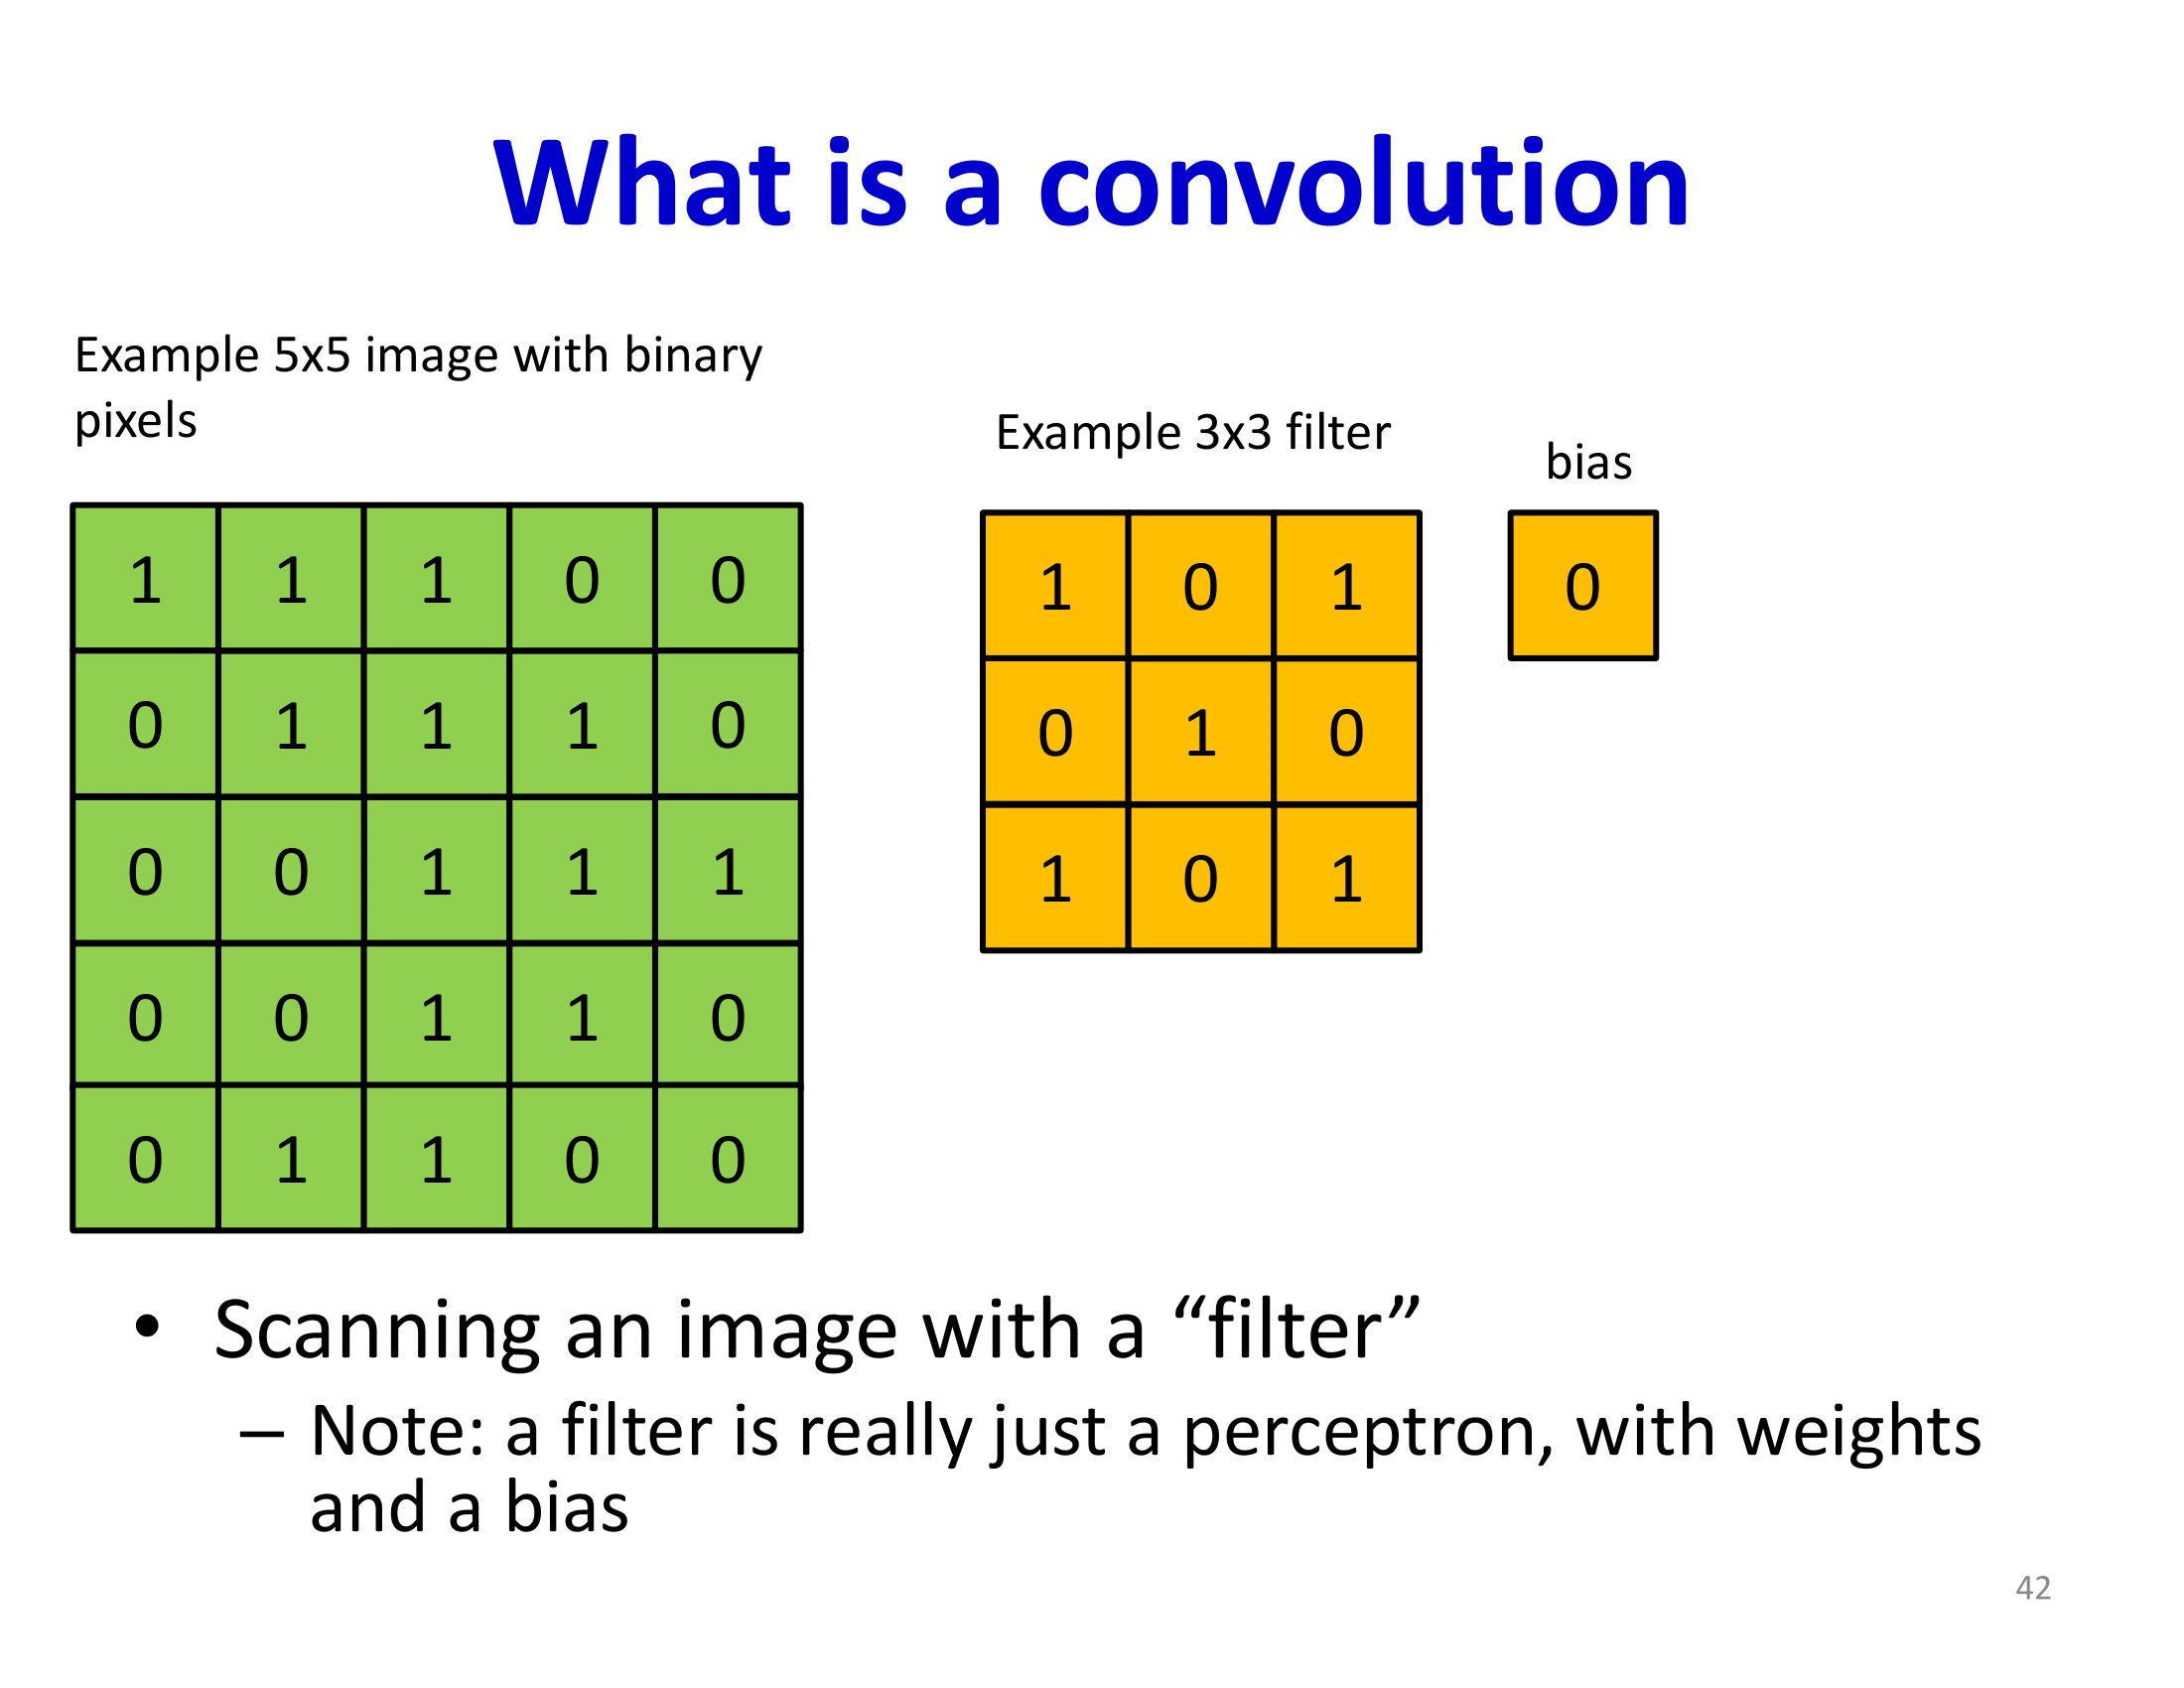 What is a convolution
Example 5x5 image with binary
pixels
Example 3x3 filter
bias
1 1 1 0 0
0 1 1 1 0
0 0 1 1 1
0 0 1 1 0
0 1 1 0 0
1 0 1
0 1 0
1 0 1
0
• Scanning an image with a “filter”
– Note: a filter is really just a perceptron, with weights
and a bias
42